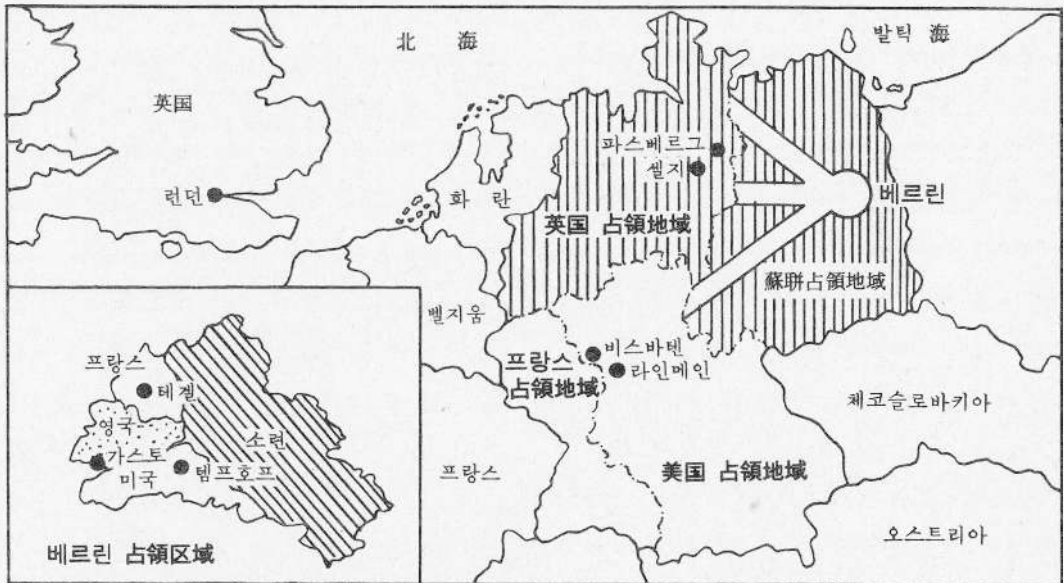 北 海
발틱 海
英国
런던
화 란
파스베르그
셀지
베르린
英国 占領地域
蘇聯占領地域
벨지움
비스바텐
라인메인
프랑스
占領地域
체코슬로바키아
美国 占領地域
프랑스
오스트리아
프랑스
테겔
영국
소련
가스토
미국
템프호프
베르린 占領区域